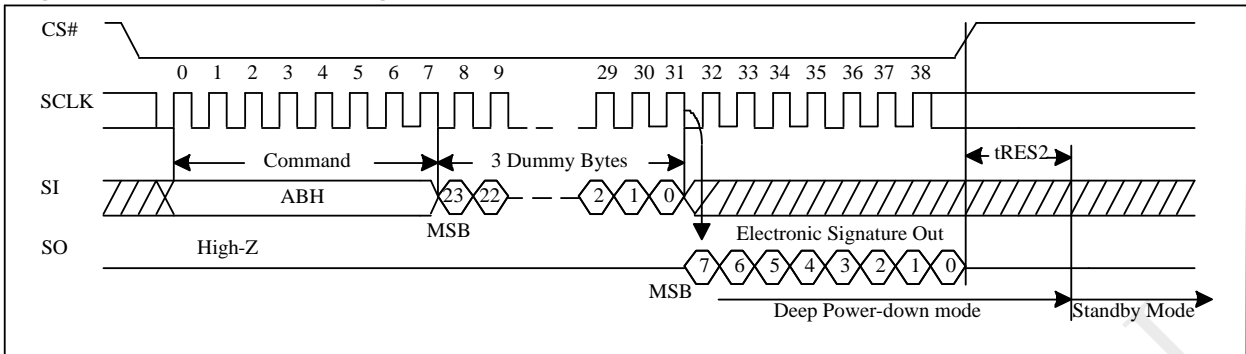 CS#
0 1 2 3 4 5 6 7 8 9 29 30 31 32 33 34 35 36 37 38
SCLK
Command 3 Dummy Bytes tRES2
SI ABH 23 22 2 1 0
MSB
SO High-Z Electronic Signature Out
7 6 5 4 3 2 1 0
MSB
Deep Power-down mode Standby Mode